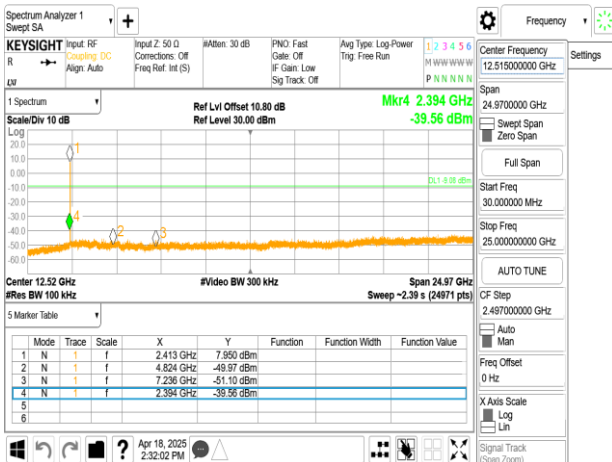 Spectrum Analyzer 1
Swept SA
Frequency
KEYSIGHT
R
Input: RF
Coupling: DC
Align: Auto
Input Z: 50 Ω
Corrections: Off
Freq Ref: Int (S)
#Atten: 30 dB
PNO: Fast
Gate: Off
IF Gain: Low
Sig Track: Off
Avg Type: Log-Power
Trig: Free Run
1 2 3 4 5 6
M W W W W W
P N N N N N
Center Frequency
12.515000000 GHz
Settings
Span
24.9700000 GHz
Swept Span
Zero Span
Full Span
Start Freq
30.000000 MHz
Stop Freq
25.000000000 GHz
AUTO TUNE
CF Step
2.497000000 GHz
Auto
Man
Freq Offset
0 Hz
X Axis Scale
Log
Lin
Signal Track
(Span Zoom)
1 Spectrum
Scale/Div 10 dB
Ref Lvl Offset 10.80 dB
Ref Level 30.00 dBm
Mkr4 2.394 GHz
-39.56 dBm
Log
20.0
10.0
0.00
-10.0
-20.0
-30.0
-40.0
-50.0
-60.0
1
2
3
4
Center 12.52 GHz
#Res BW 100 kHz
#Video BW 300 kHz
Span 24.97 GHz
Sweep ~2.39 s (24971 pts)
5 Marker Table
Mode Trace Scale X Y Function Function Width Function Value
1 N 1 f 2.413 GHz 7.950 dBm
2 N 1 f 4.824 GHz -49.97 dBm
3 N 1 f 7.236 GHz -51.10 dBm
4 N 1 f 2.394 GHz -39.56 dBm
5
6
?
Apr 18, 2025
2:32:02 PM